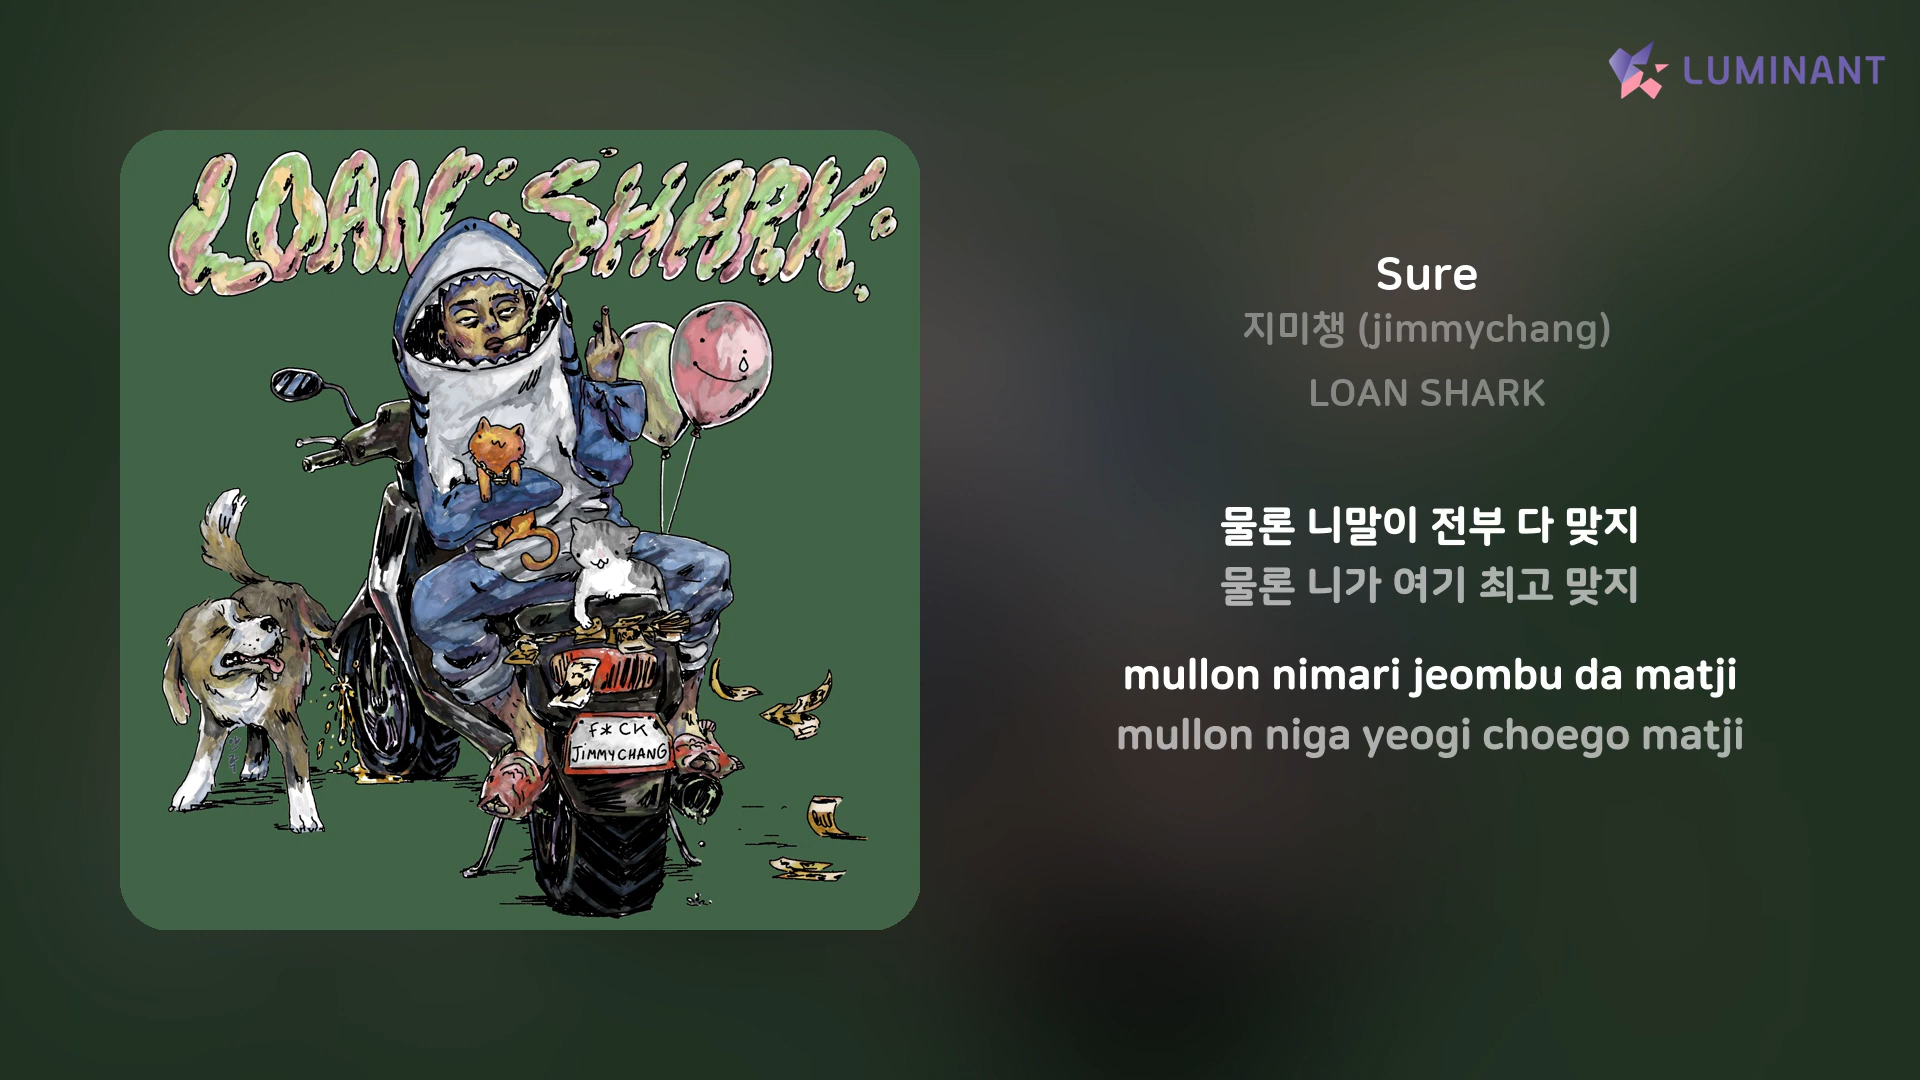 LUMINANT
LOAN SHARK
F*CK
JIMMYCHANG
Sure
지미챙 (jimmychang)
LOAN SHARK
물론 니말이 전부 다 맞지
물론 니가 여기 최고 맞지
mullon nimari jeombu da matji
mullon niga yeogi choego matji